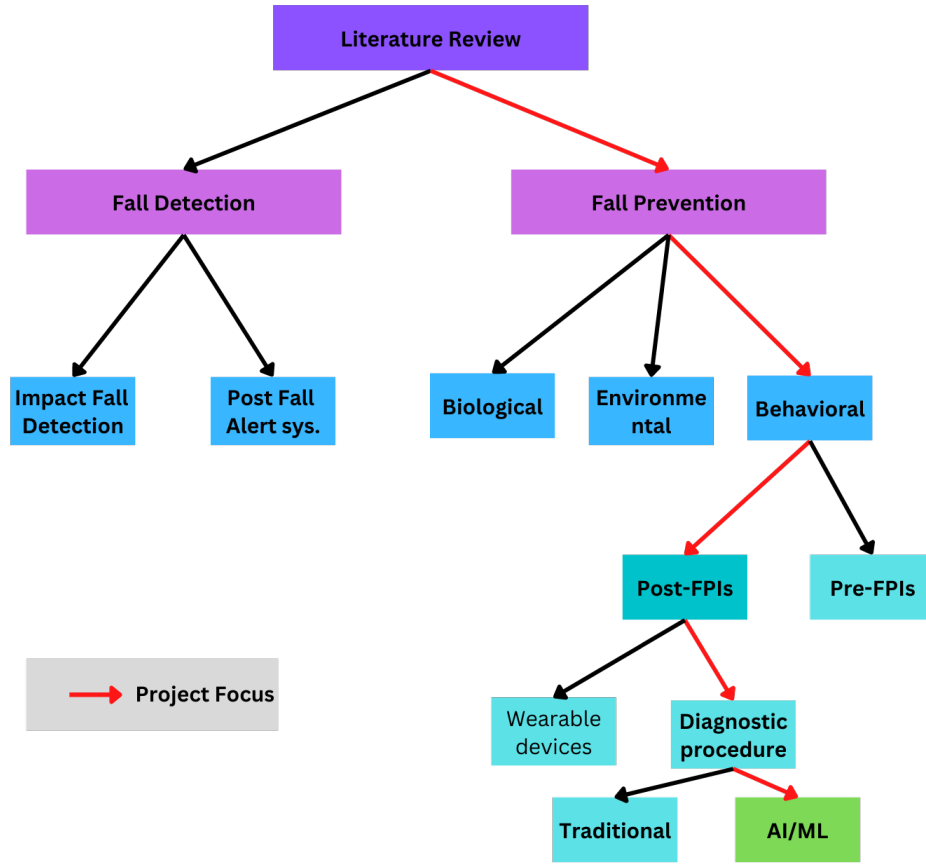 Literature Review
Fall Detection
Fall Prevention
Impact Fall
Detection
Post Fall
Alert sys.
Biological
Environme
ntal
Behavioral
Post-FPIs
Pre-FPIs
Project Focus
Wearable
devices
Diagnostic
procedure
Traditional
AI/ML